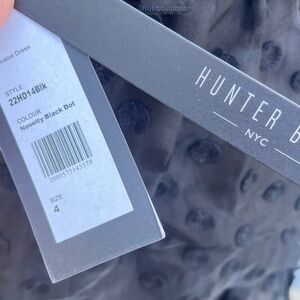 Dress
STYLE
22HD14Blk
COLOUR
Novelty Black Dot
SIZE
4
HUNTER
NYC